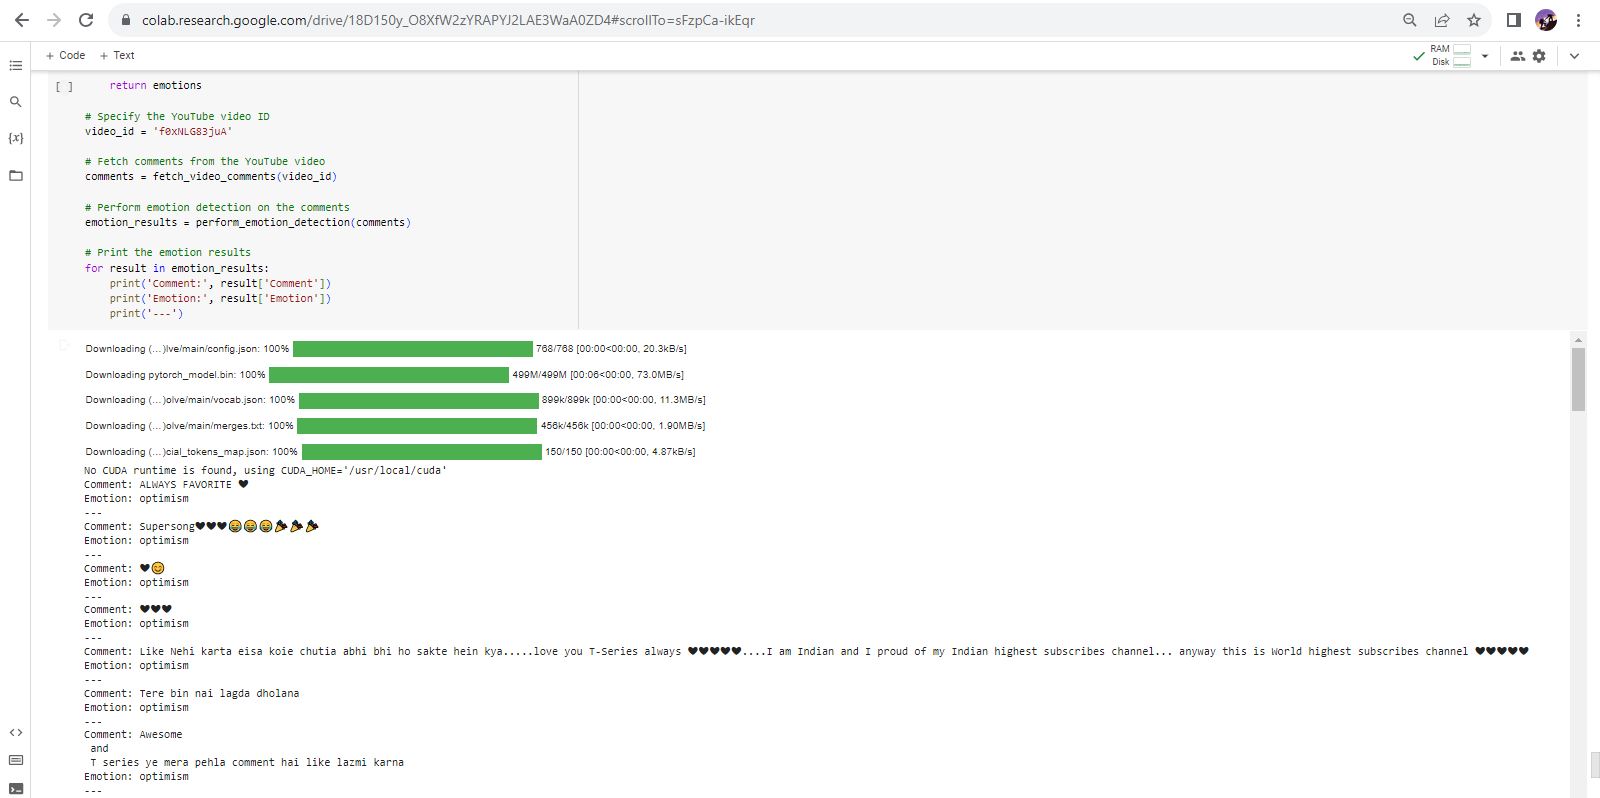 colab.research.google.com/drive/18D150y_O8XfW2zYRAPYJ2LAE3WaA0ZD4#scrollTo=sFzpCa-ikEqr
+ Code + Text
RAM
Disk
{x}
[ ] return emotions
# Specify the YouTube video ID
video_id = 'f0xNLG83juA'
# Fetch comments from the YouTube video
comments = fetch_video_comments(video_id)
# Perform emotion detection on the comments
emotion_results = perform_emotion_detection(comments)
# Print the emotion results
for result in emotion_results:
    print('Comment:', result['Comment'])
    print('Emotion:', result['Emotion'])
    print('---')
Downloading (…)lve/main/config.json: 100% 768/768 [00:00<00:00, 20.3kB/s]
Downloading pytorch_model.bin: 100% 499M/499M [00:06<00:00, 73.0MB/s]
Downloading (…)olve/main/vocab.json: 100% 899k/899k [00:00<00:00, 11.3MB/s]
Downloading (…)olve/main/merges.txt: 100% 456k/456k [00:00<00:00, 1.90MB/s]
Downloading (…)cial_tokens_map.json: 100% 150/150 [00:00<00:00, 4.87kB/s]
No CUDA runtime is found, using CUDA_HOME='/usr/local/cuda'
Comment: ALWAYS FAVORITE ❤
Emotion: optimism
---
Comment: Supersong❤❤❤😂😂😂🎉🎉🎉
Emotion: optimism
---
Comment: ❤😊
Emotion: optimism
---
Comment: ❤❤❤
Emotion: optimism
---
Comment: Like Nehi karta eisa koie chutia abhi bhi ho sakte hein kya.....love you T-Series always ❤❤❤❤❤....I am Indian and I proud of my Indian highest subscribes channel... anyway this is World highest subscribes channel ❤❤❤❤❤
Emotion: optimism
---
Comment: Tere bin nai lagda dholana
Emotion: optimism
---
Comment: Awesome
 and
 T series ye mera pehla comment hai like lazmi karna
Emotion: optimism
---